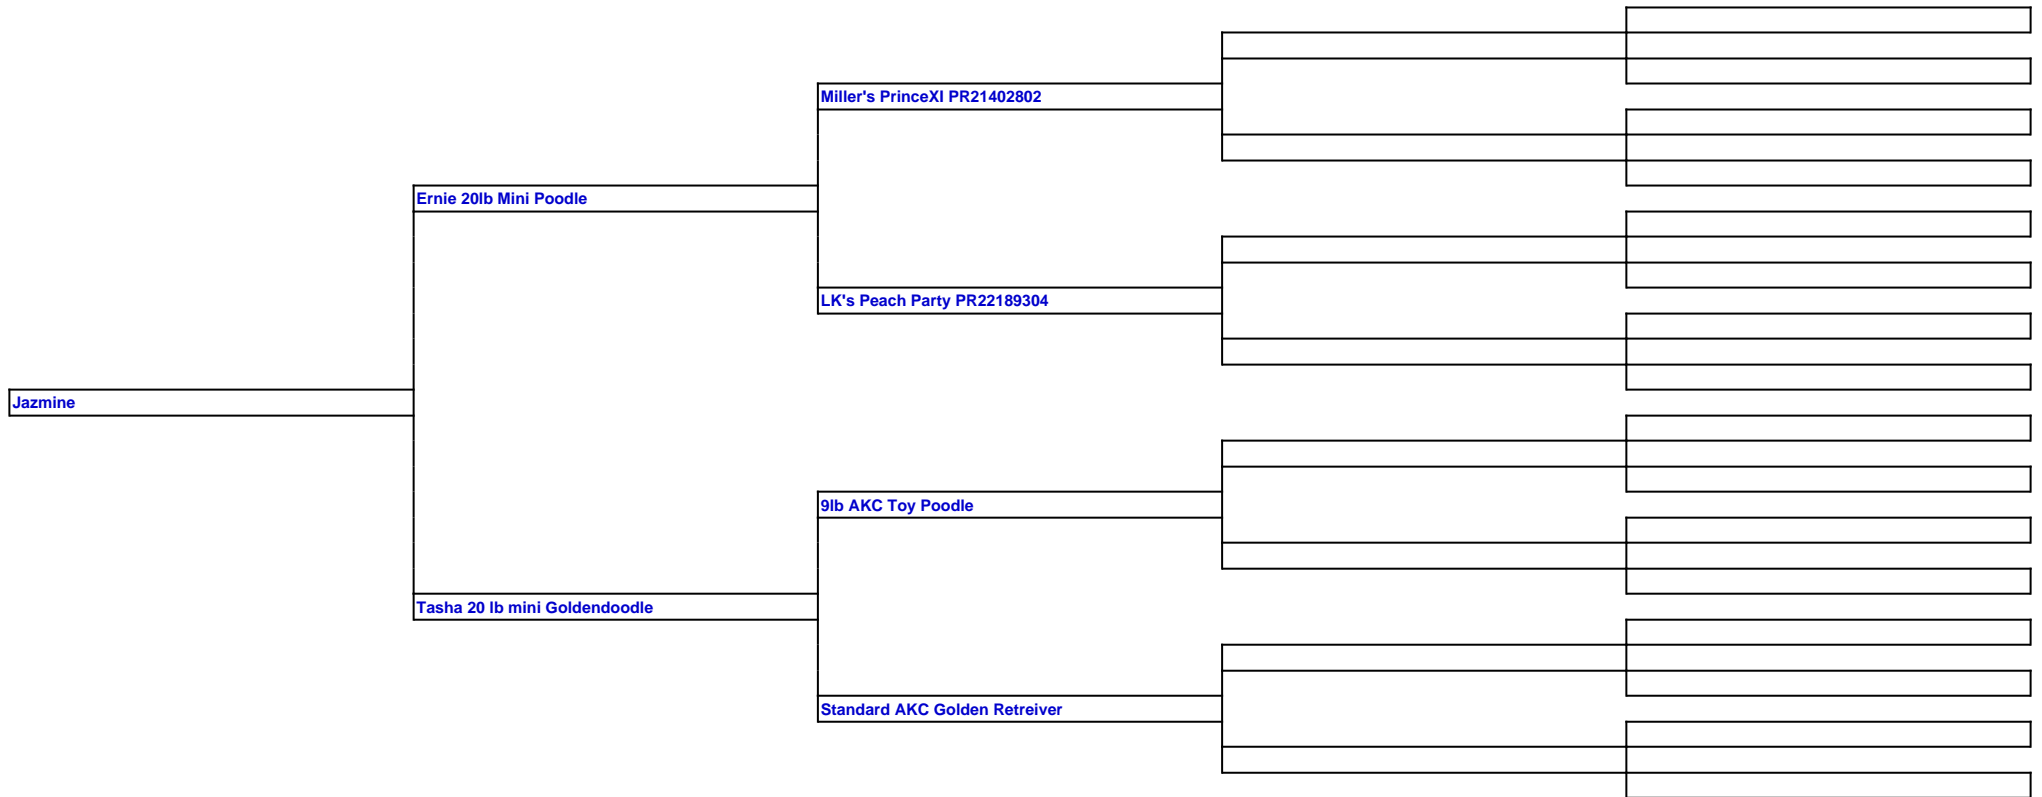 Miller's PrinceXI PR21402802
Ernie 20lb Mini Poodle
LK's Peach Party PR22189304
Jazmine
9lb AKC Toy Poodle
Tasha 20 lb mini Goldendoodle
Standard AKC Golden Retreiver